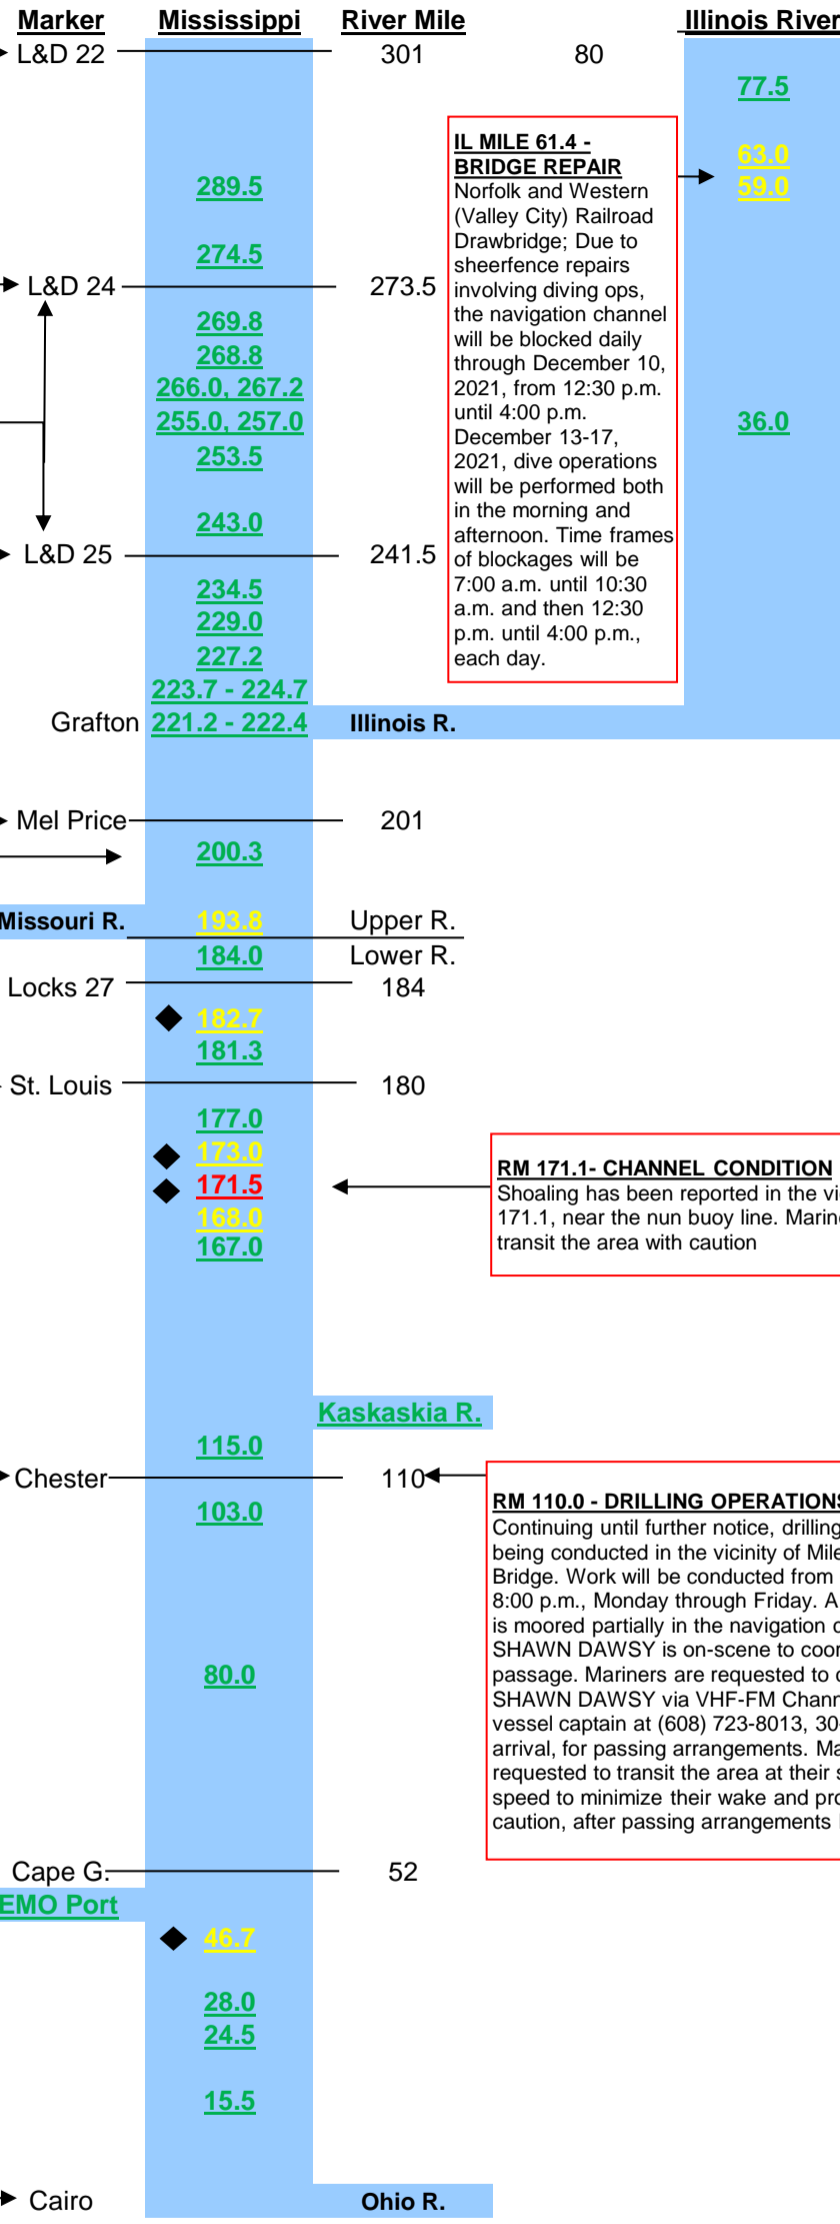 Marker Mississippi River Mile Illinois River
L&D 22 301 80
77.5
IL MILE 61.4 -
BRIDGE REPAIR
Norfolk and Western
(Valley City) Railroad
Drawbridge; Due to
sheerfence repairs
involving diving ops,
the navigation channel
will be blocked daily
through December 10,
2021, from 12:30 p.m.
until 4:00 p.m.
December 13-17,
2021, dive operations
will be performed both
in the morning and
afternoon. Time frames
of blockages will be
7:00 a.m. until 10:30
a.m. and then 12:30
p.m. until 4:00 p.m.,
each day.
63.0
59.0
36.0
289.5
274.5
L&D 24 273.5
269.8
268.8
266.0, 267.2
255.0, 257.0
253.5
243.0
L&D 25 241.5
234.5
229.0
227.2
223.7 - 224.7
Grafton 221.2 - 222.4 Illinois R.
Mel Price 201
200.3
Missouri R. 193.8 Upper R.
184.0 Lower R.
Locks 27 184
182.7
181.3
St. Louis 180
177.0
173.0
171.5
168.0
167.0
RM 171.1- CHANNEL CONDITION
Shoaling has been reported in the
171.1, near the nun buoy line.
transit the area with caution
Kaskaskia R.
115.0
Chester 110
103.0
80.0
RM 110.0 - DRILLING OPERATIONS
Continuing until further notice, drilling
being conducted in the vicinity of Mile
Bridge. Work will be conducted from
8:00 p.m., Monday through Friday. A
is moored partially in the navigation
SHAWN DAWSY is on-scene to
passage. Mariners are requested to
SHAWN DAWSY via VHF-FM
vessel captain at (608) 723-8013, 30
arrival, for passing arrangements.
requested to transit the area at their
speed to minimize their wake and
caution, after passing arrangements
Cape G. 52
EMO Port
46.7
28.0
24.5
15.5
Cairo Ohio R.